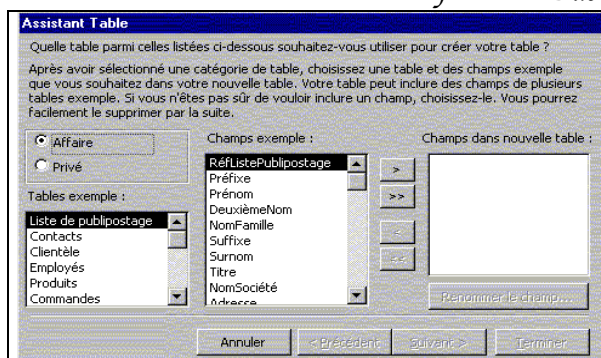 Assistant Table
Quelle table parmi celles listées ci-dessous souhaitez-vous utiliser pour créer votre table ?
Après avoir sélectionné une catégorie de table, choisissez une table et des champs exemple
que vous souhaitez dans votre nouvelle table. Votre table peut inclure des champs de plusieurs
tables exemple. Si vous n'êtes pas sûr de vouloir inclure un champ, choisissez-le. Vous pourrez
facilement le supprimer par la suite.
Affaire
Privé
Tables exemple :
Liste de publipostage
Contacts
Clientèle
Employés
Produits
Commandes
Champs exemple :
RéfListePublipostage
Préfixe
Prénom
DeuxièmeNom
NomFamille
Suffixe
Surnom
Titre
NomSociété
Adresse
>
>>
<
<<
Champs dans nouvelle table :
Renommer le champ...
Annuler
< Précédent
Suivant >
Terminer